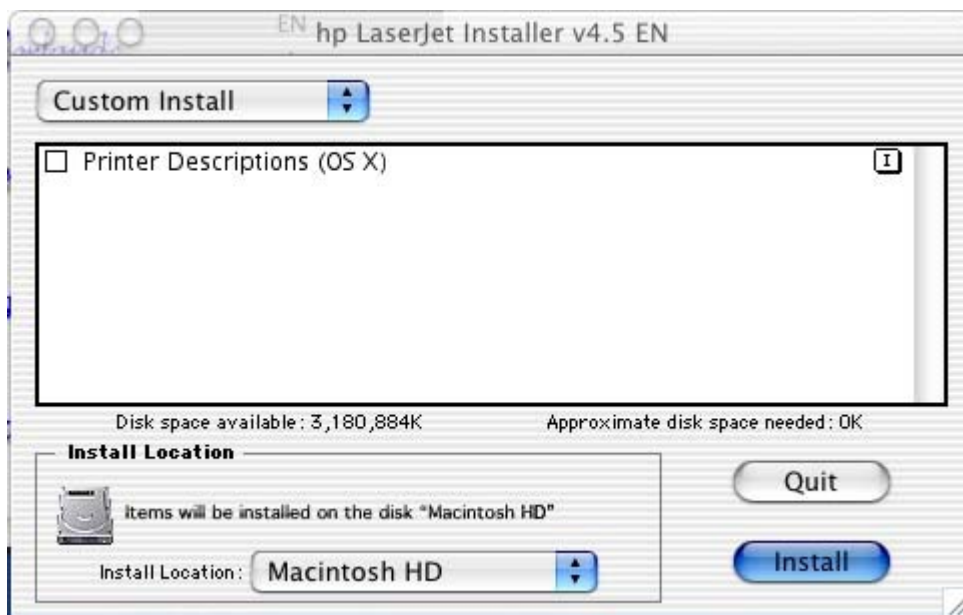 EN
hp LaserJet Installer v4.5 EN
Custom Install
Printer Descriptions (OS X)
I
Disk space available: 3,180,884K
Approximate disk space needed: 0K
Install Location
Items will be installed on the disk “Macintosh HD”
Install Location:
Macintosh HD
Quit
Install